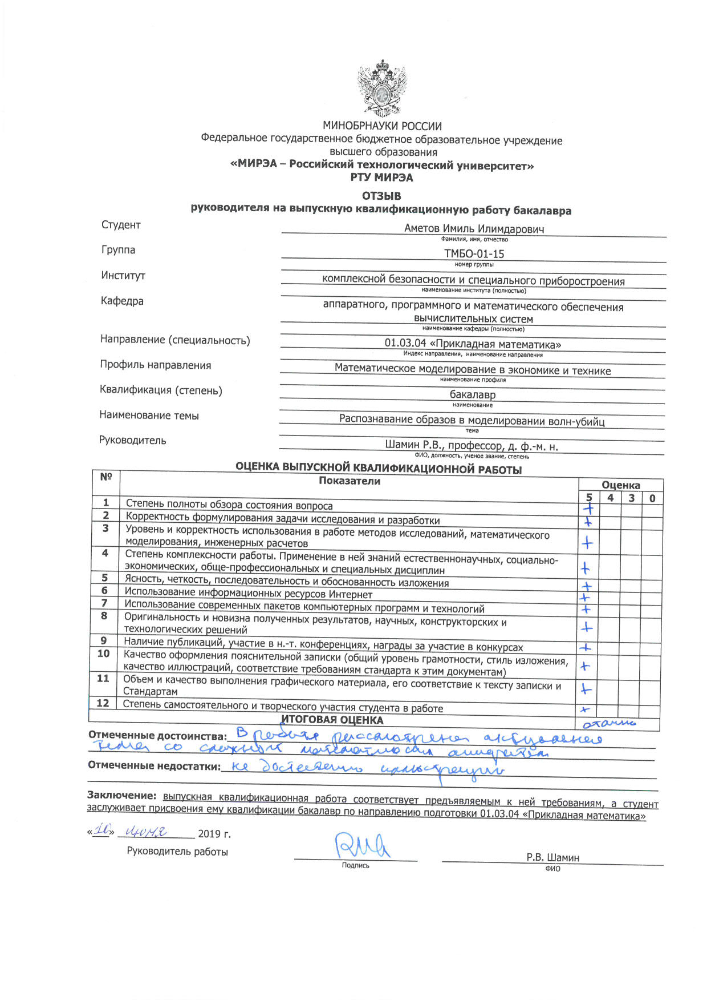 МИНОБРНАУКИ РОССИИ
Федеральное государственное бюджетное образовательное учреждение
высшего образования
«МИРЭА – Российский технологический университет»
РТУ МИРЭА
ОТЗЫВ
руководителя на выпускную квалификационную работу бакалавра
Студент Аметов Имиль Илимдарович
Фамилия, имя, отчество
Группа ТМБО-01-15
номер группы
Институт комплексной безопасности и специального приборостроения
наименование института (полностью)
Кафедра аппаратного, программного и математического обеспечения
вычислительных систем
наименование кафедры (полностью)
Направление (специальность) 01.03.04 «Прикладная математика»
Индекс направления, наименование направления
Профиль направления Математическое моделирование в экономике и технике
наименование профиля
Квалификация (степень) бакалавр
наименование
Наименование темы Распознавание образов в моделировании волн-убийц
тема
Руководитель Шамин Р.В., профессор, д. ф.-м. н.
ФИО, должность, ученое звание, степень
ОЦЕНКА ВЫПУСКНОЙ КВАЛИФИКАЦИОННОЙ РАБОТЫ
№ Показатели Оценка
5 4 3 0
1 Степень полноты обзора состояния вопроса +
2 Корректность формулирования задачи исследования и разработки +
3 Уровень и корректность использования в работе методов исследований, математического
моделирования, инженерных расчетов +
4 Степень комплексности работы. Применение в ней знаний естественнонаучных, социально-
экономических, обще-профессиональных и специальных дисциплин +
5 Ясность, четкость, последовательность и обоснованность изложения +
6 Использование информационных ресурсов Интернет +
7 Использование современных пакетов компьютерных программ и технологий +
8 Оригинальность и новизна полученных результатов, научных, конструкторских и
технологических решений +
9 Наличие публикаций, участие в н.-т. конференциях, награды за участие в конкурсах +
10 Качество оформления пояснительной записки (общий уровень грамотности, стиль изложения,
качество иллюстраций, соответствие требованиям стандарта к этим документам) +
11 Объем и качество выполнения графического материала, его соответствие к тексту записки и
Стандартам +
12 Степень самостоятельного и творческого участия студента в работе +
ИТОГОВАЯ ОЦЕНКА отлично
Отмеченные достоинства: В работе рассмотрена актуальная
тема со сложным математическим аппаратом
Отмеченные недостатки: не достаточно иллюстраций
Заключение: выпускная квалификационная работа соответствует предъявляемым к ней требованиям, а студент
заслуживает присвоения ему квалификации бакалавр по направлению подготовки 01.03.04 «Прикладная математика»
«10» июня 2019 г.
Руководитель работы Р.В. Шамин
Подпись ФИО